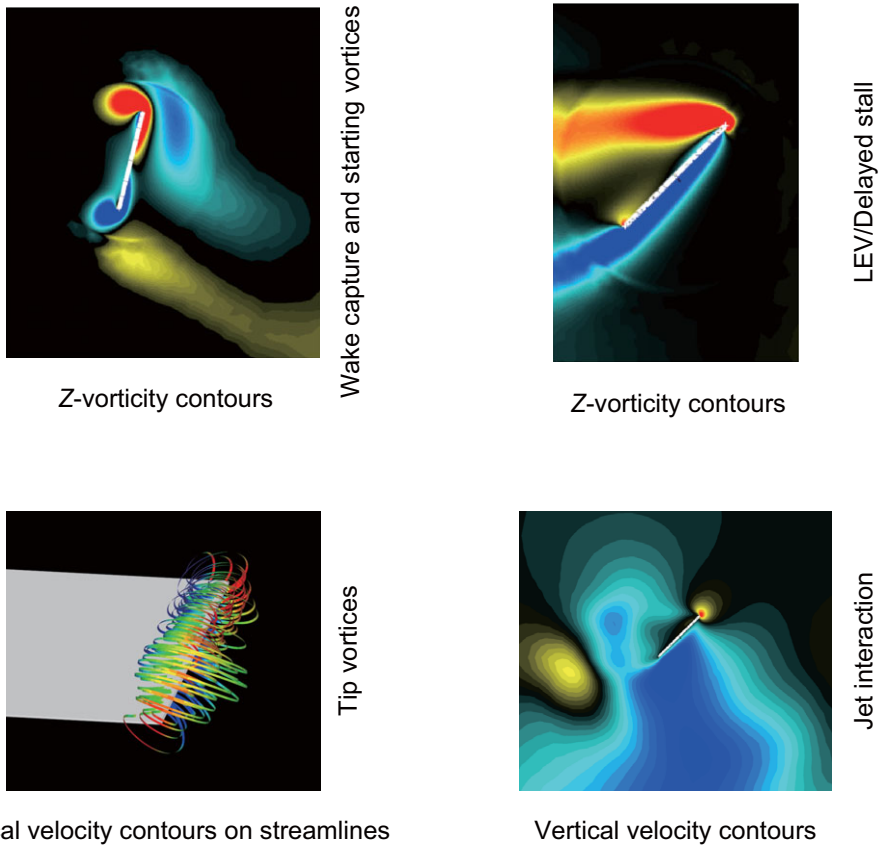 Wake capture and starting vortices
Z-vorticity contours
LEV/Delayed stall
Z-vorticity contours
Tip vortices
al velocity contours on streamlines
Jet interaction
Vertical velocity contours